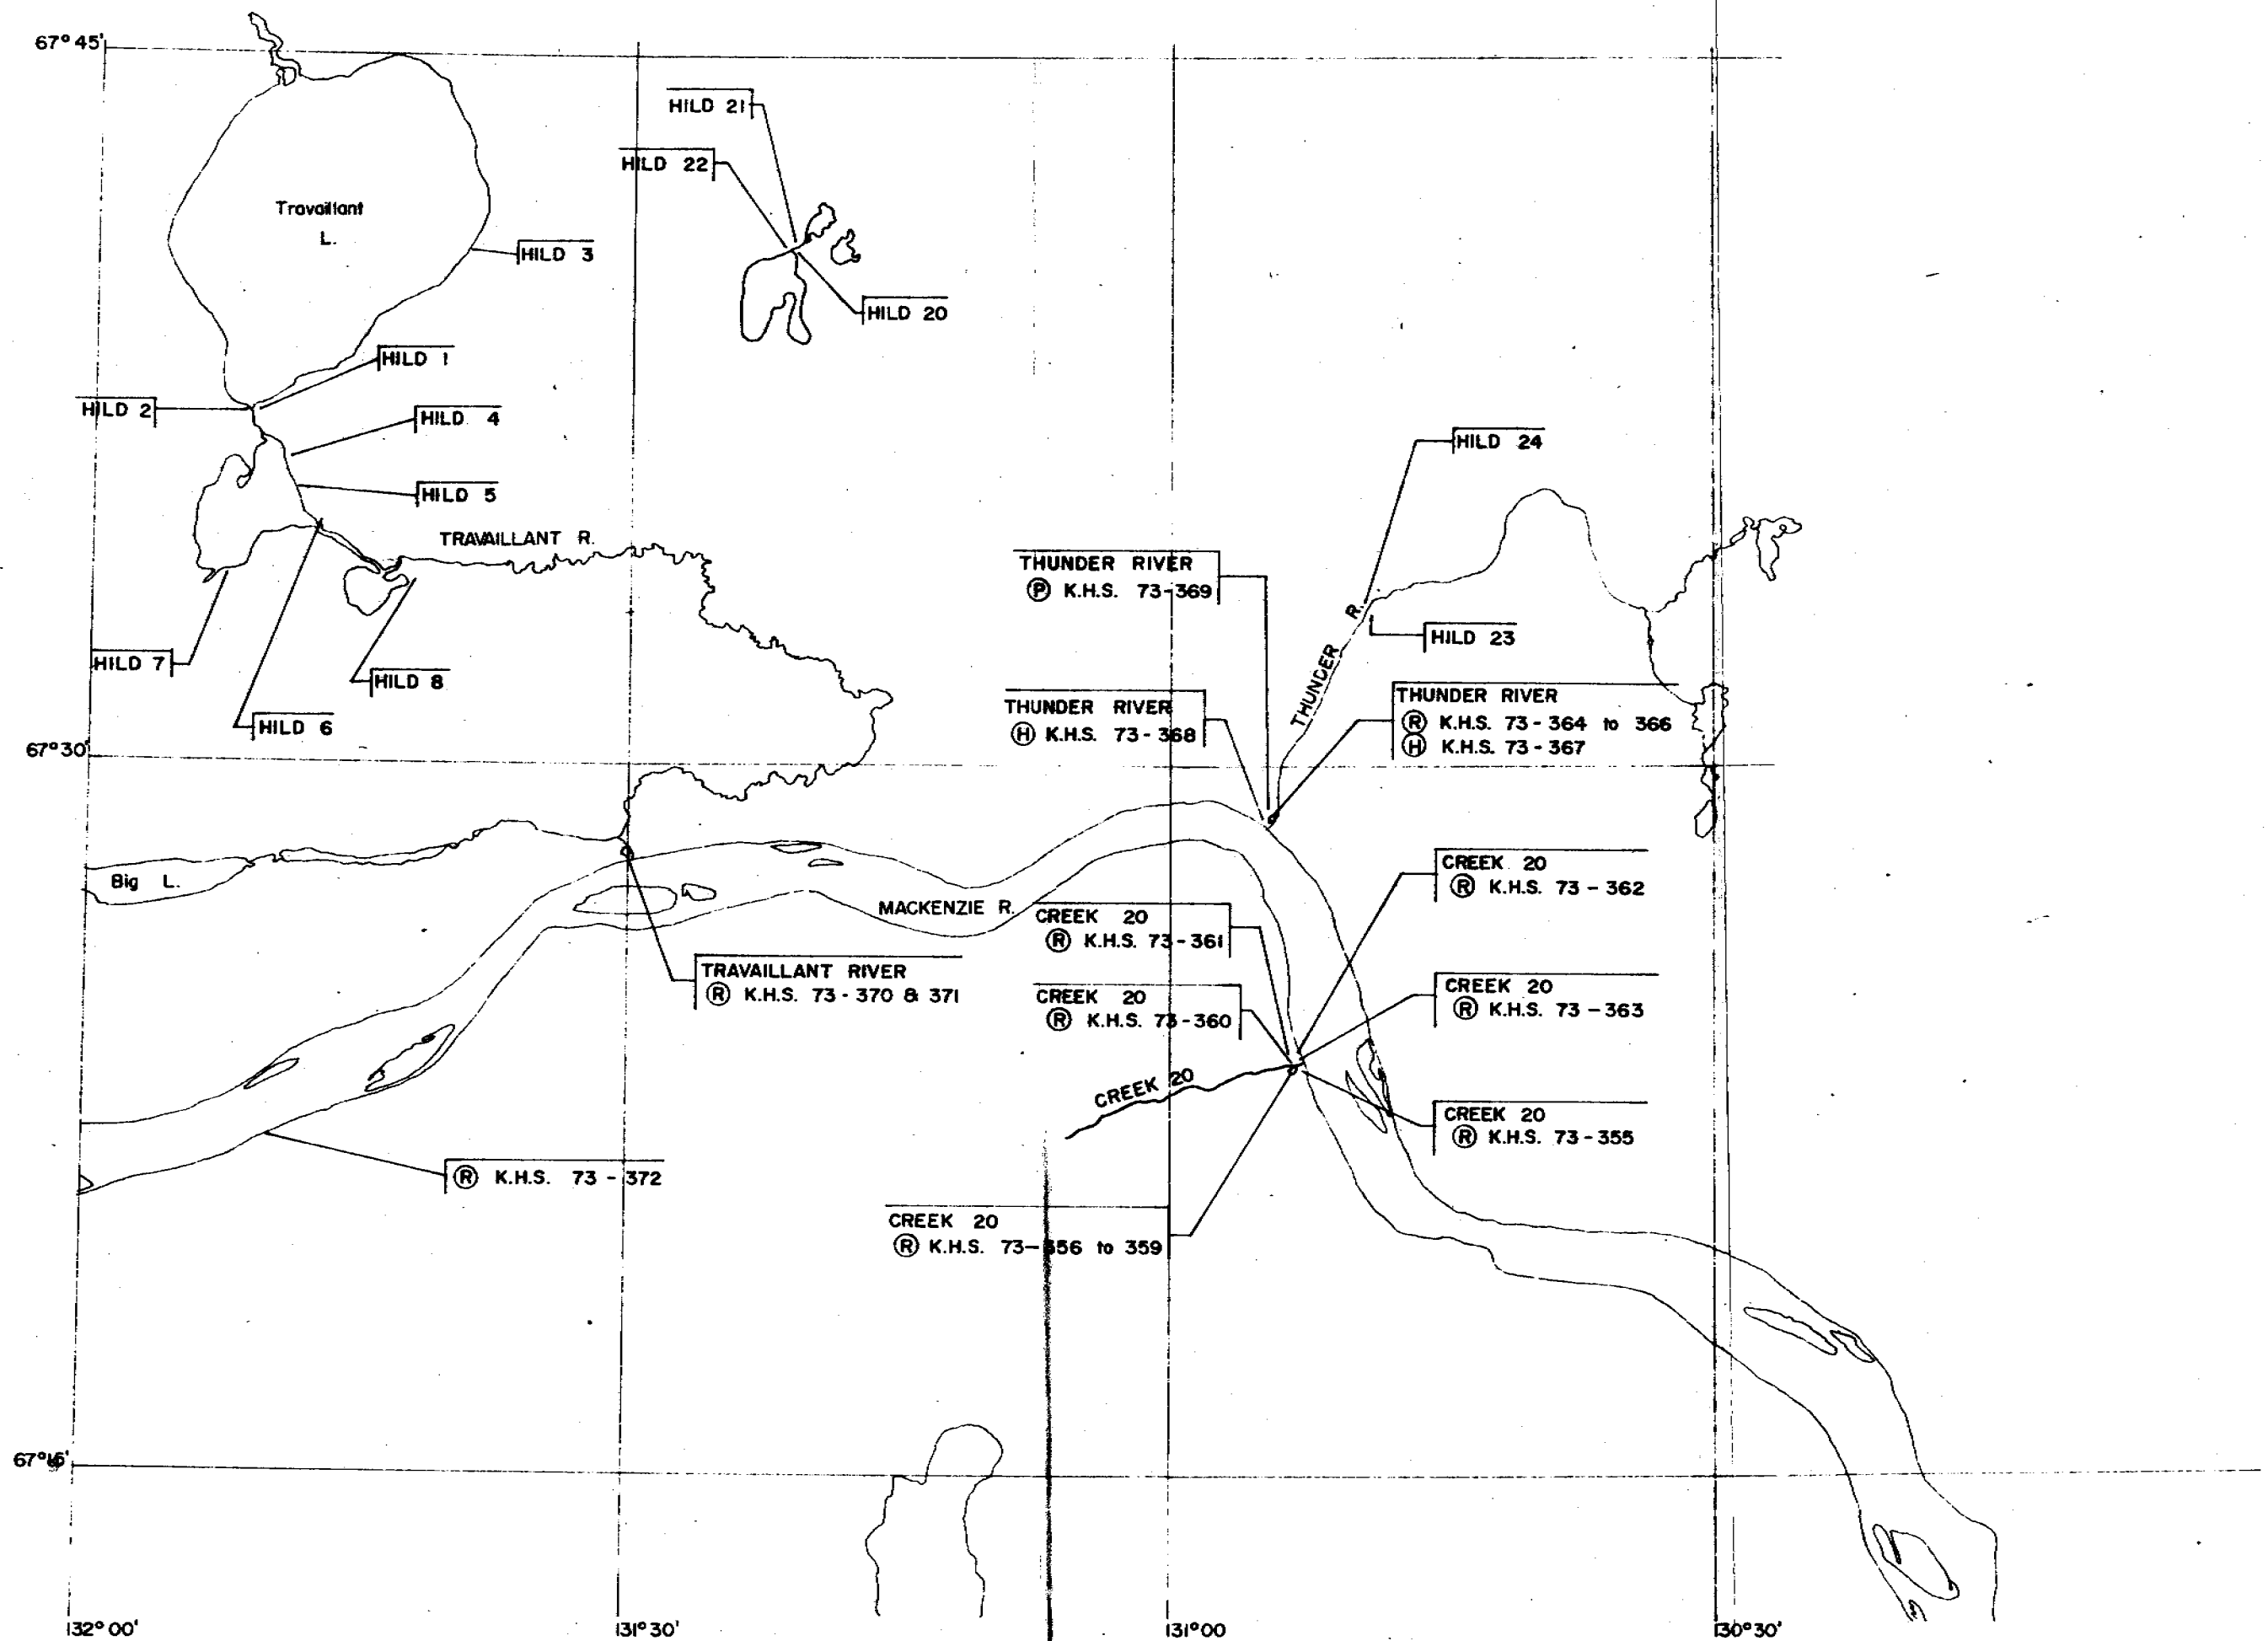 67° 45'
HILD 21
HILD 22
Travaillant
L.
HILD 3
HILD 20
HILD 1
HILD 2
HILD 4
HILD 24
HILD 5
TRAVAILLANT R.
THUNDER RIVER
Ⓟ K.H.S. 73-369
THUNDER R.
HILD 23
HILD 7
HILD 8
HILD 6
THUNDER RIVER
Ⓗ K.H.S. 73-368
THUNDER RIVER
Ⓡ K.H.S. 73-364 to 366
Ⓗ K.H.S. 73-367
67° 30'
Big L.
MACKENZIE R.
CREEK 20
Ⓡ K.H.S. 73-362
CREEK 20
Ⓡ K.H.S. 73-361
TRAVAILLANT RIVER
Ⓡ K.H.S. 73-370 & 371
CREEK 20
Ⓡ K.H.S. 73-360
CREEK 20
Ⓡ K.H.S. 73-363
CREEK 20
CREEK 20
Ⓡ K.H.S. 73-355
Ⓡ K.H.S. 73-372
CREEK 20
Ⓡ K.H.S. 73-356 to 359
67° 15'
132° 00'
131° 30'
131° 00
130° 30'